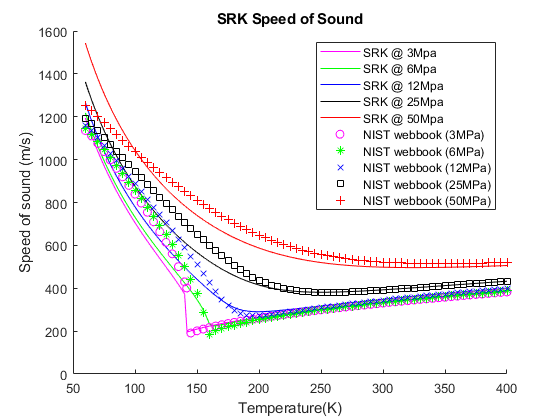 SRK Speed of Sound
1600
1400
1200
1000
800
600
400
200
0
Speed of sound (m/s)
SRK @ 3Mpa
SRK @ 6Mpa
SRK @ 12Mpa
SRK @ 25Mpa
SRK @ 50Mpa
NIST webbook (3MPa)
NIST webbook (6MPa)
NIST webbook (12MPa)
NIST webbook (25MPa)
NIST webbook (50MPa)
50 100 150 200 250 300 350 400
Temperature(K)